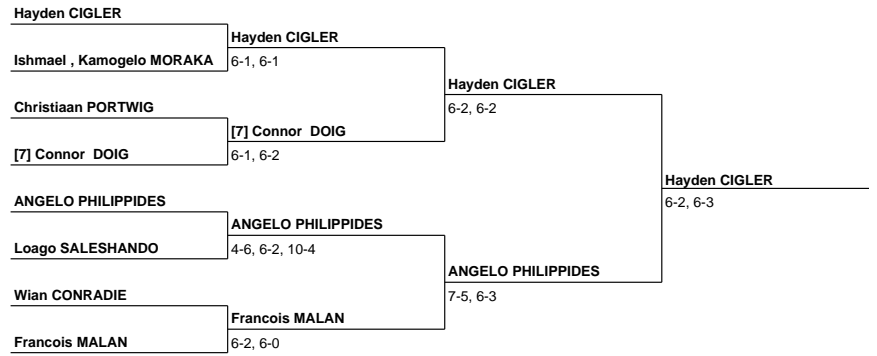 Hayden CIGLER
Hayden CIGLER
Ishmael , Kamogelo MORAKA
6-1, 6-1
Hayden CIGLER
6-2, 6-2
Christiaan PORTWIG
[7] Connor DOIG
[7] Connor DOIG
6-1, 6-2
Hayden CIGLER
6-2, 6-3
ANGELO PHILIPPIDES
ANGELO PHILIPPIDES
Loago SALESHANDO
4-6, 6-2, 10-4
ANGELO PHILIPPIDES
7-5, 6-3
Wian CONRADIE
Francois MALAN
Francois MALAN
6-2, 6-0